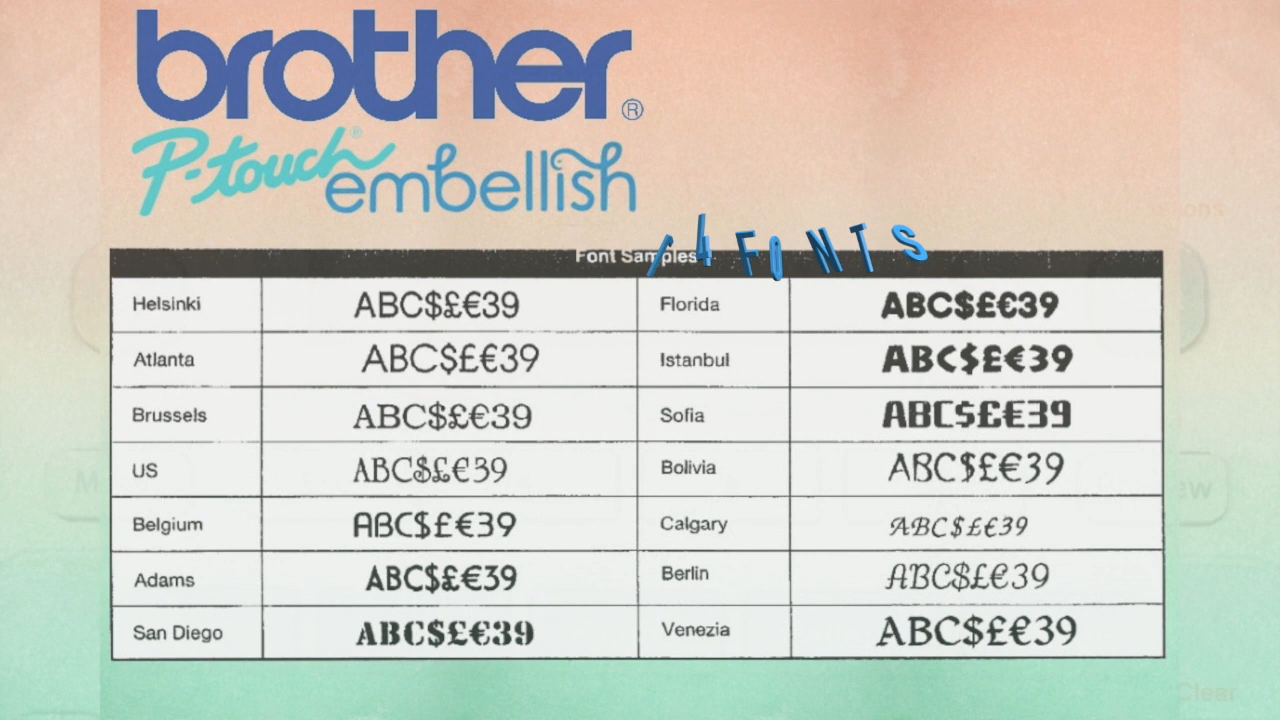 brother®
P-touch® embellish
Font Samples
14 FONTS
Helsinki ABC$£€39 Florida ABC$£€39
Atlanta ABC$£€39 Istanbul ABC$£€39
Brussels ABC$£€39 Sofia ABC$£€39
US ABC$£€39 Bolivia ABC$£€39
Belgium ABC$£€39 Calgary ABC$£€39
Adams ABC$£€39 Berlin ABC$£€39
San Diego ABC$£€39 Venezia ABC$£€39
Clear